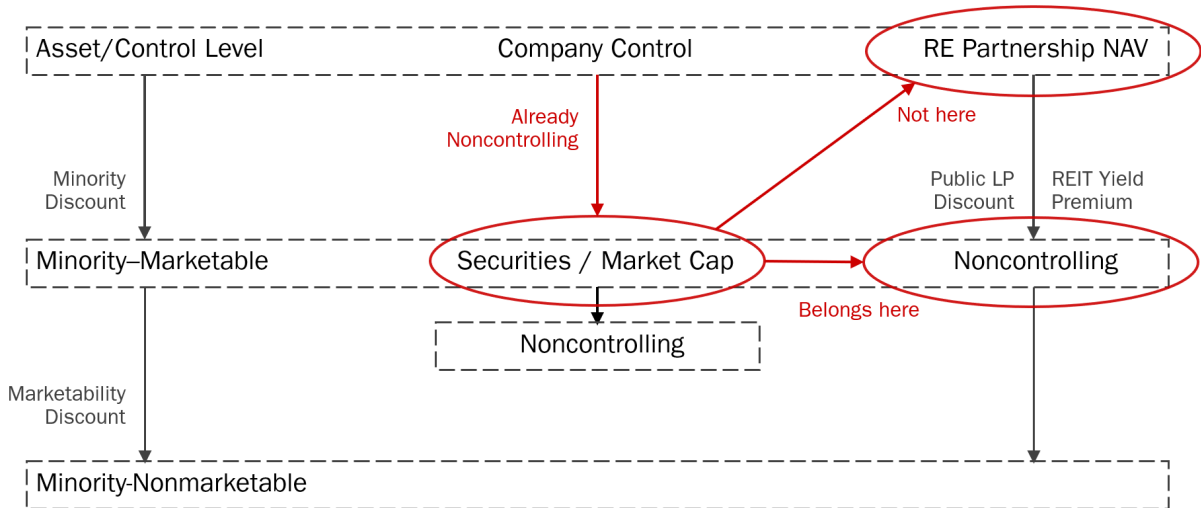 Asset/Control Level
Company Control
RE Partnership NAV
Already
Noncontrolling
Not here
Minority
Discount
Public LP
Discount
REIT Yield
Premium
Minority–Marketable
Securities / Market Cap
Noncontrolling
Belongs here
Noncontrolling
Marketability
Discount
Minority-Nonmarketable